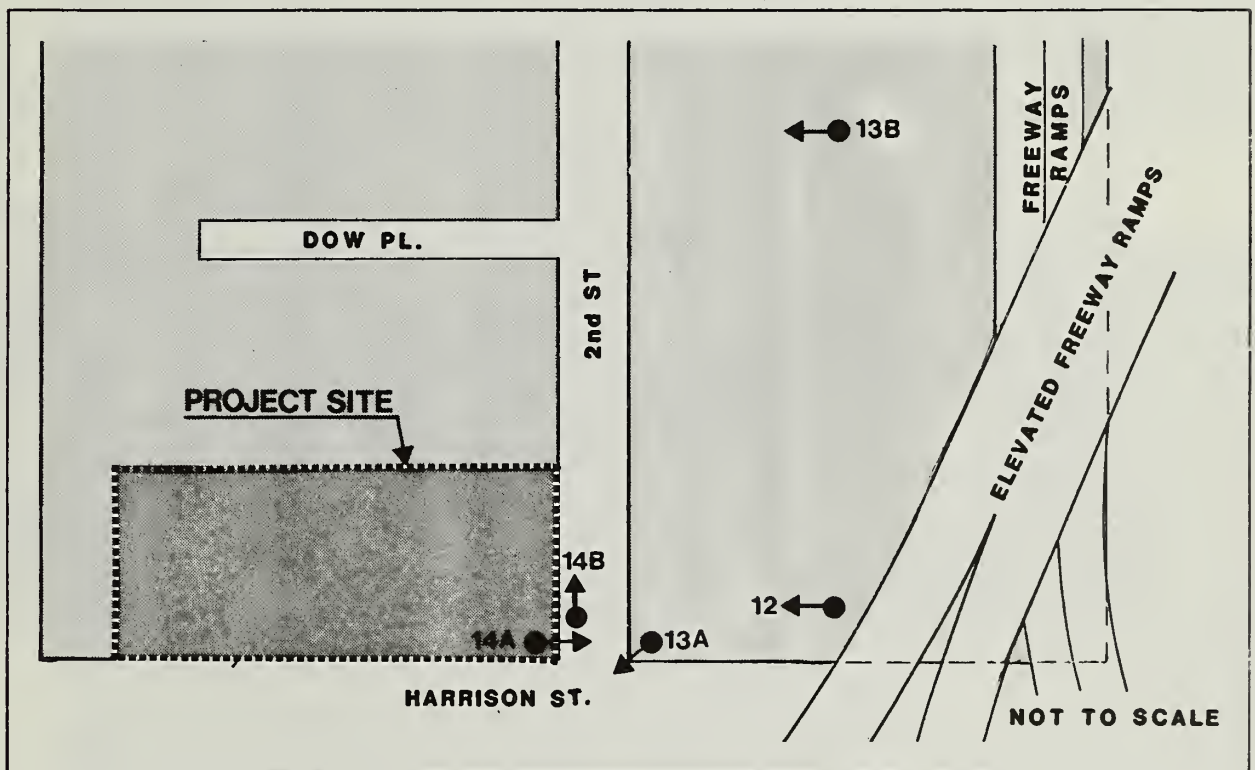 13B
FREEWAY
RAMPS
DOW PL.
2nd ST
ELEVATED FREEWAY RAMPS
PROJECT SITE
14B
12
14A
13A
HARRISON ST.
NOT TO SCALE